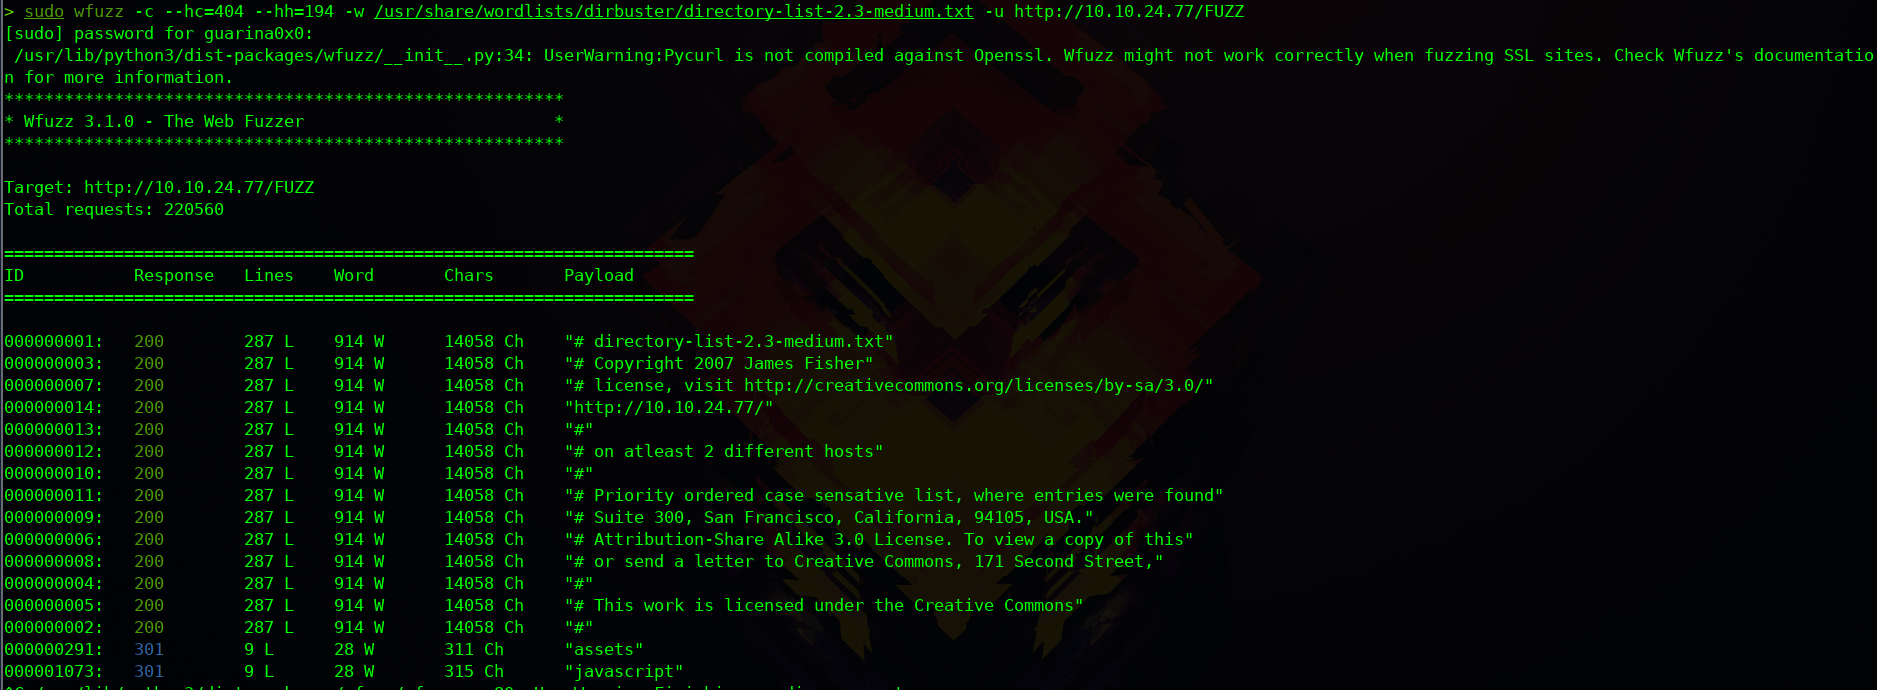 > sudo wfuzz -c --hc=404 --hh=194 -w /usr/share/wordlists/dirbuster/directory-list-2.3-medium.txt -u http://10.10.24.77/FUZZ
[sudo] password for guarina0x0:
/usr/lib/python3/dist-packages/wfuzz/__init__.py:34: UserWarning:Pycurl is not compiled against Openssl. Wfuzz might not work correctly when fuzzing SSL sites. Check Wfuzz's documentatio
n for more information.
********************************************************
* Wfuzz 3.1.0 - The Web Fuzzer                         *
********************************************************
Target: http://10.10.24.77/FUZZ
Total requests: 220560
=====================================================================
ID           Response   Lines    Word       Chars       Payload
=====================================================================
000000001:   200        287 L    914 W      14058 Ch    "# directory-list-2.3-medium.txt"
000000003:   200        287 L    914 W      14058 Ch    "# Copyright 2007 James Fisher"
000000007:   200        287 L    914 W      14058 Ch    "# license, visit http://creativecommons.org/licenses/by-sa/3.0/"
000000014:   200        287 L    914 W      14058 Ch    "http://10.10.24.77/"
000000013:   200        287 L    914 W      14058 Ch    "#"
000000012:   200        287 L    914 W      14058 Ch    "# on atleast 2 different hosts"
000000010:   200        287 L    914 W      14058 Ch    "#"
000000011:   200        287 L    914 W      14058 Ch    "# Priority ordered case sensative list, where entries were found"
000000009:   200        287 L    914 W      14058 Ch    "# Suite 300, San Francisco, California, 94105, USA."
000000006:   200        287 L    914 W      14058 Ch    "# Attribution-Share Alike 3.0 License. To view a copy of this"
000000008:   200        287 L    914 W      14058 Ch    "# or send a letter to Creative Commons, 171 Second Street,"
000000004:   200        287 L    914 W      14058 Ch    "#"
000000005:   200        287 L    914 W      14058 Ch    "# This work is licensed under the Creative Commons"
000000002:   200        287 L    914 W      14058 Ch    "#"
000000291:   301        9 L      28 W       311 Ch      "assets"
000001073:   301        9 L      28 W       315 Ch      "javascript"